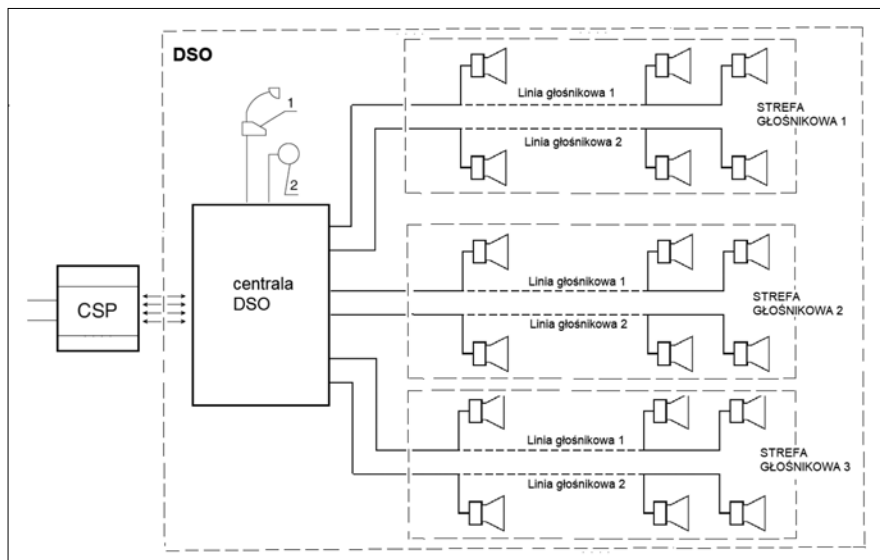 DSO
1
2
CSP
centrala
DSO
Linia głośnikowa 1
Linia głośnikowa 2
STREFA
GŁOŚNIKOWA 1
Linia głośnikowa 1
Linia głośnikowa 2
STREFA
GŁOŚNIKOWA 2
Linia głośnikowa 1
Linia głośnikowa 2
STREFA
GŁOŚNIKOWA 3